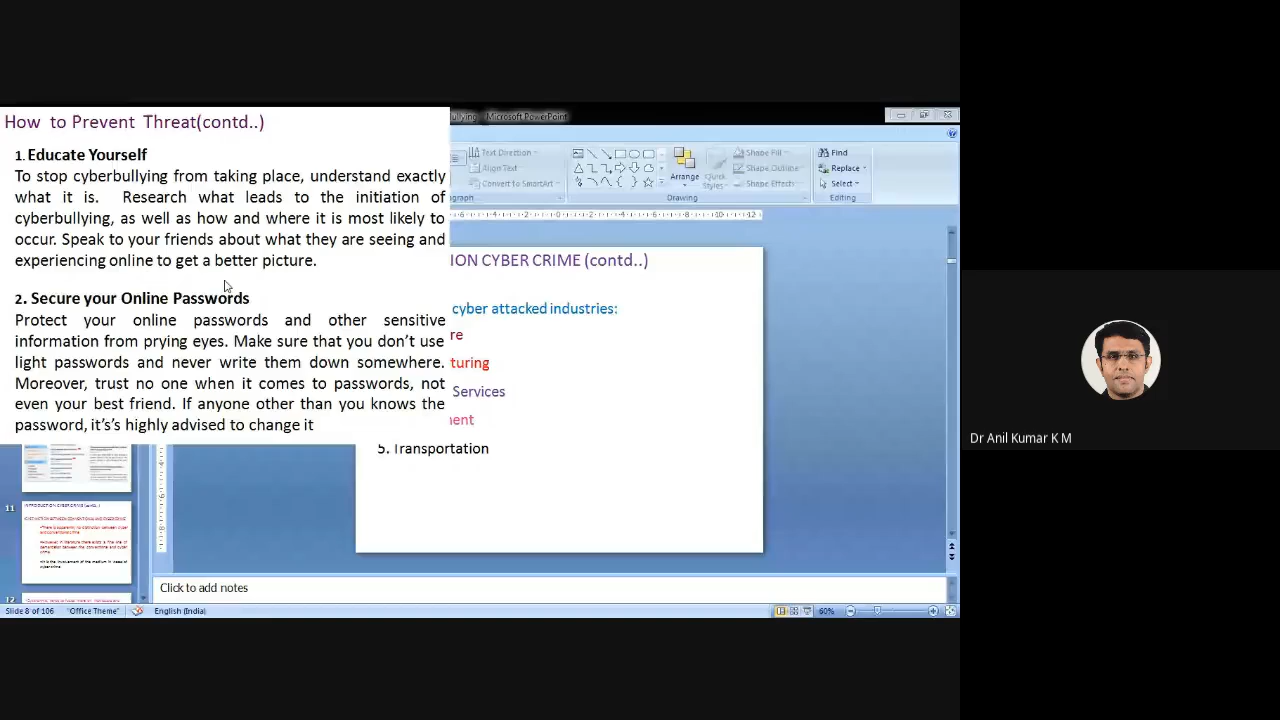 How to Prevent Threat(contd..)
1. Educate Yourself
To stop cyberbullying from taking place, understand exactly
what it is. Research what leads to the initiation of
cyberbullying, as well as how and where it is most likely to
occur. Speak to your friends about what they are seeing and
experiencing online to get a better picture.
2. Secure your Online Passwords
Protect your online passwords and other sensitive
information from prying eyes. Make sure that you don't use
light passwords and never write them down somewhere.
Moreover, trust no one when it comes to passwords, not
even your best friend. If anyone other than you knows the
password, it's's highly advised to change it
ullying - Microsoft PowerPoint
Text Direction
Align Text
Convert to SmartArt
Arrange
Quick
Styles
Shape Fill
Shape Outline
Shape Effects
Find
Replace
Select
agraph
Drawing
Editing
ION CYBER CRIME (contd..)
cyber attacked industries:
re
turing
Services
ent
5. Transportation
11
12
Click to add notes
Slide 8 of 106
"Office Theme"
English (India)
60%
Dr Anil Kumar K M